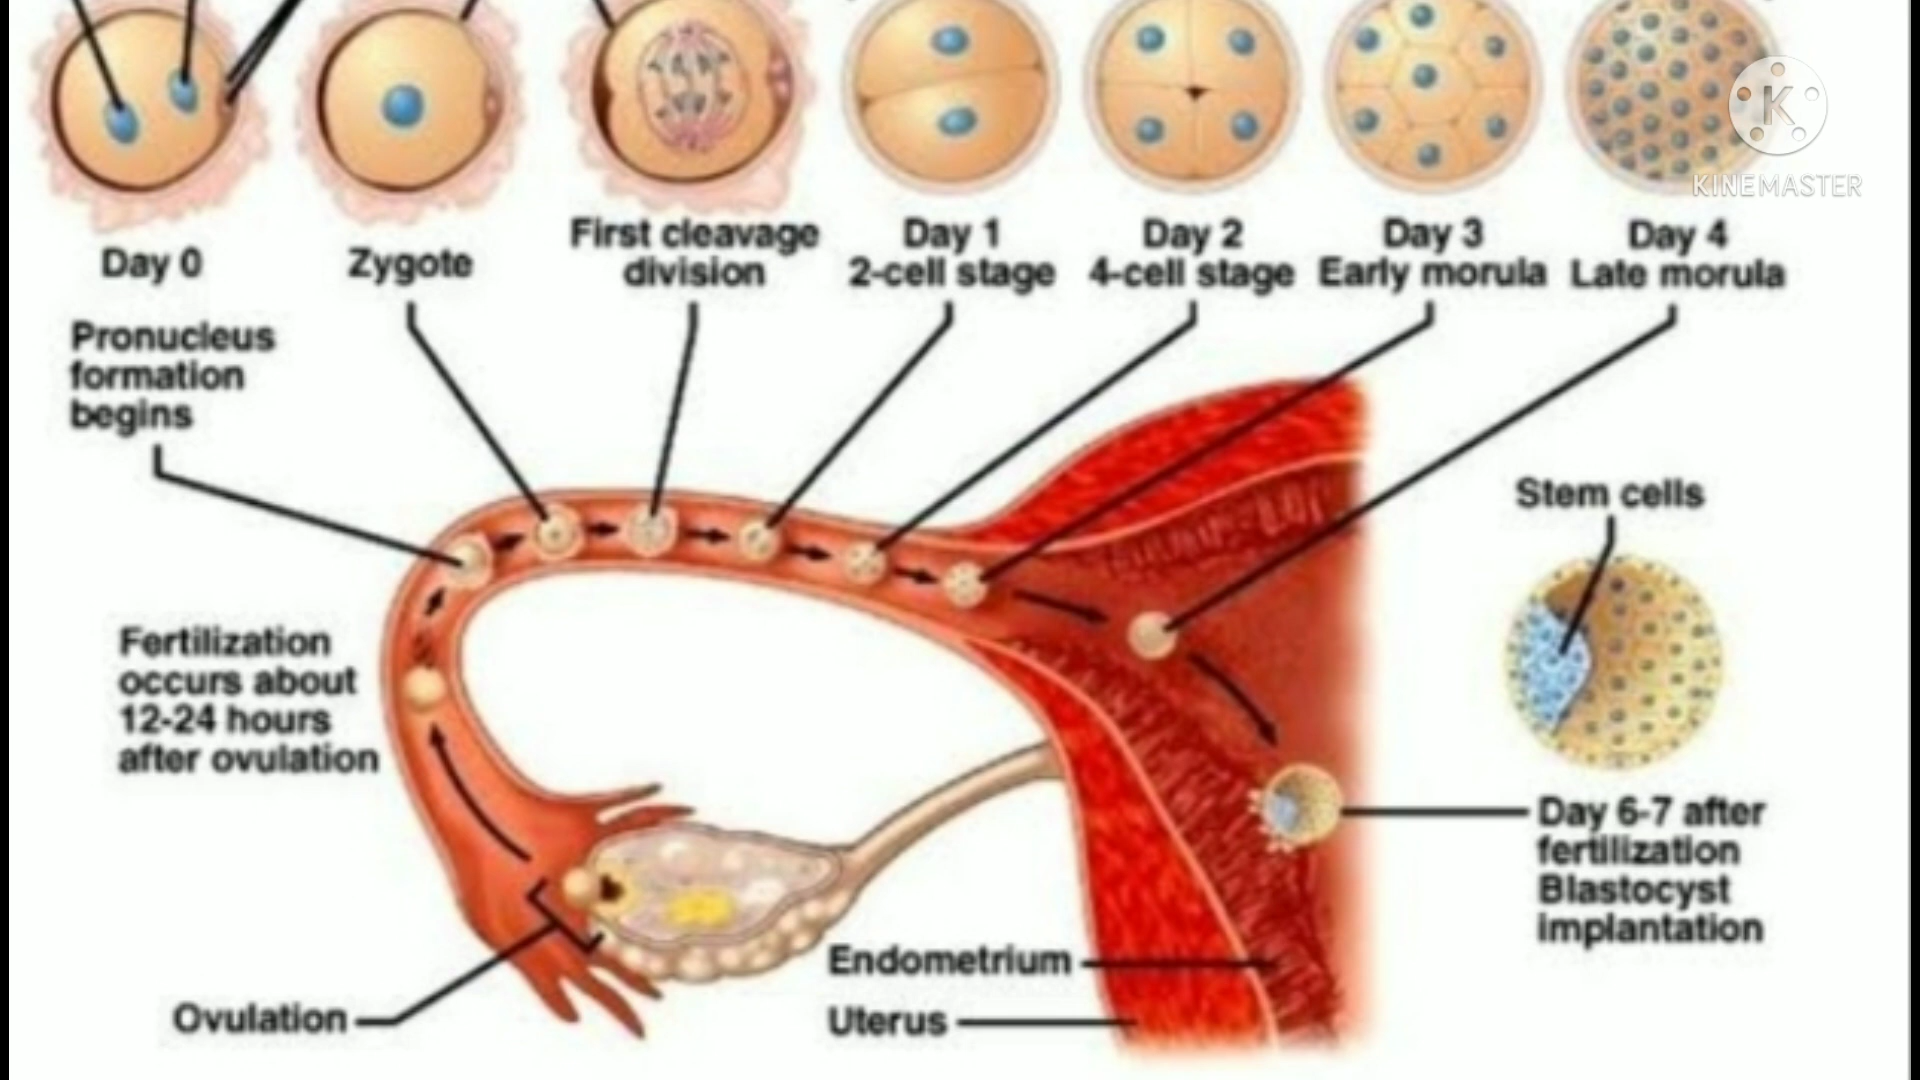 K
KINEMASTER
Day 0
Zygote
First cleavage
division
Day 1
2-cell stage
Day 2
4-cell stage
Day 3
Early morula
Day 4
Late morula
Pronucleus
formation
begins
Stem cells
Fertilization
occurs about
12-24 hours
after ovulation
Day 6-7 after
fertilization
Blastocyst
implantation
Endometrium
Ovulation
Uterus